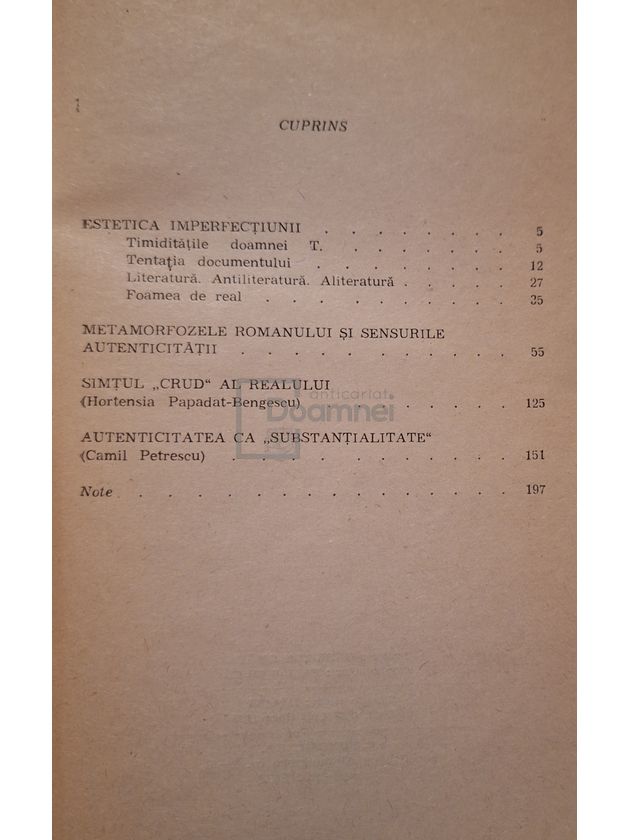 CUPRINS
ESTETICA IMPERFECȚIUNII . . . . . . . 5
Timiditățile doamnei T. . . . . . . . 5
Tentația documentului . . . . . . . . 12
Literatură. Antiliteratură. Aliteratură . . . . . 27
Foamea de real . . . . . . . . . . 35
METAMORFOZELE ROMANULUI ȘI SENSURILE
AUTENTICITĂȚII . . . . . . . . . . . 55
SIMȚUL „CRUD“ AL REALULUI
(Hortensia Papadat-Bengescu) . . . . . . . 125
anticariat
Doamnei
AUTENTICITATEA CA „SUBSTANȚIALITATE“
(Camil Petrescu) . . . . . . . . . . . 151
Note . . . . . . . . . . . . . . . 197